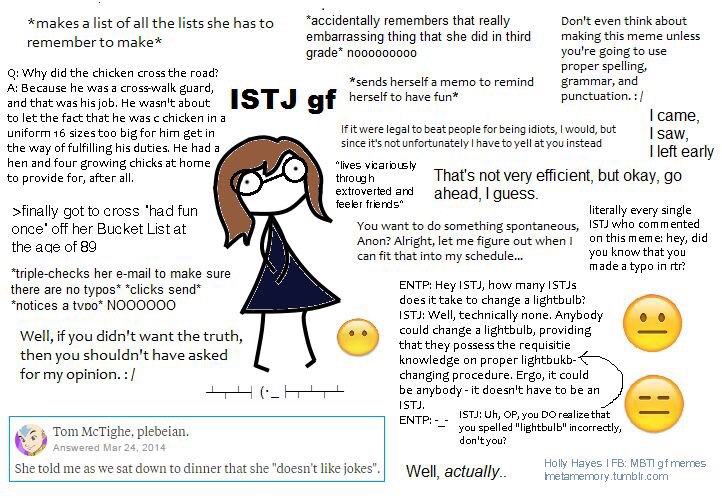 *makes a list of all the lists she has to
remember to make*
*accidentally remembers that really
embarrassing thing that she did in third
grade* nooooooooo
Don't even think about
making this meme unless
you're going to use
proper spelling,
grammar, and
punctuation. : /
Q: Why did the chicken cross the road?
A: Because he was a cross-walk guard,
and that was his job. He wasn't about
to let the fact that he was c chicken in a
uniform 16 sizes too big for him get in
the way of fulfilling his duties. He had a
hen and four growing chicks at home
to provide for, after all.
ISTJ gf
*sends herself a memo to remind
herself to have fun*
I came,
I saw,
I left early
If it were legal to beat people for being idiots, I would, but
since it's not unfortunately I have to yell at you instead
*lives vicariously
through
extroverted and
feeler friends*
That's not very efficient, but okay, go
ahead, I guess.
>finally got to cross "had fun
once" off her Bucket List at
the age of 89
You want to do something spontaneous,
Anon? Alright, let me figure out when I
can fit that into my schedule...
literally every single
ISTJ who commented
on this meme: hey, did
you know that you
made a typo in rtr?
*triple-checks her e-mail to make sure
there are no typos* *clicks send*
*notices a typo* NOOOOOO
ENTP: Hey ISTJ, how many ISTJs
does it take to change a lightbulb?
ISTJ: Well, technically none. Anybody
could change a lightbulb, providing
that they possess the requisitie
knowledge on proper lightbukb-
changing procedure. Ergo, it could
be anybody - it doesn't have to be an
ISTJ.
ENTP: -_-
Well, if you didn't want the truth,
then you shouldn't have asked
for my opinion. : /
(·_
ISTJ: Uh, OP, you DO realize that
you spelled "lightbulb" incorrectly,
don't you?
Tom McTighe, plebeian.
Answered Mar 24, 2014
She told me as we sat down to dinner that she "doesn't like jokes".
Well, actually..
Holly Hayes | FB: MBTI gf memes
lmetamemory.tumblr.com